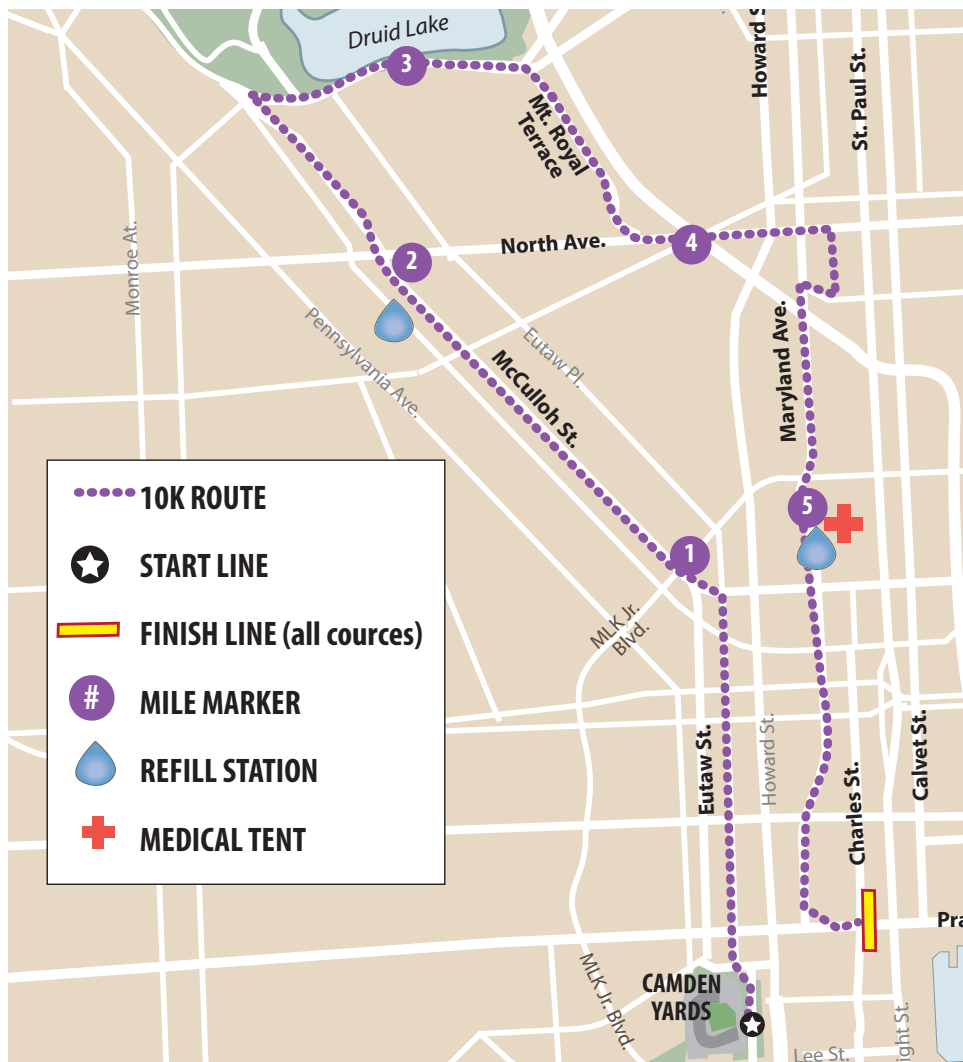 Druid Lake
3
Howard S
St. Paul St.
Mt. Royal
Terrace
Monroe At.
North Ave.
4
2
Pennsylvania Ave.
Eutaw Pl.
McCulloh St.
Maryland Ave.
10K ROUTE
START LINE
FINISH LINE (all cources)
# MILE MARKER
REFILL STATION
MEDICAL TENT
5
1
MLK Jr.
Blvd.
Eutaw St.
Howard St.
Charles St.
Calvet St.
Pra
CAMDEN
YARDS
MLK Jr. Blvd.
Lee St.
ight St.